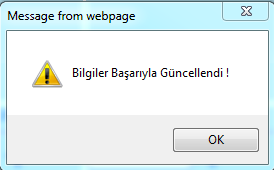 Message from webpage
Bilgiler Başarıyla Güncellendi !
OK